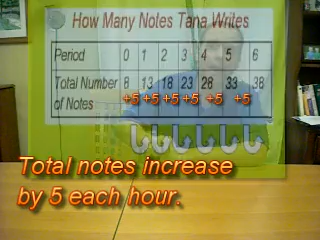 How Many Notes Tana Writes
Period 0 1 2 3 4 5 6
Total Number of Notes 8 13 18 23 28 33 38
+5 +5 +5 +5 +5 +5
Total notes increase
by 5 each hour.